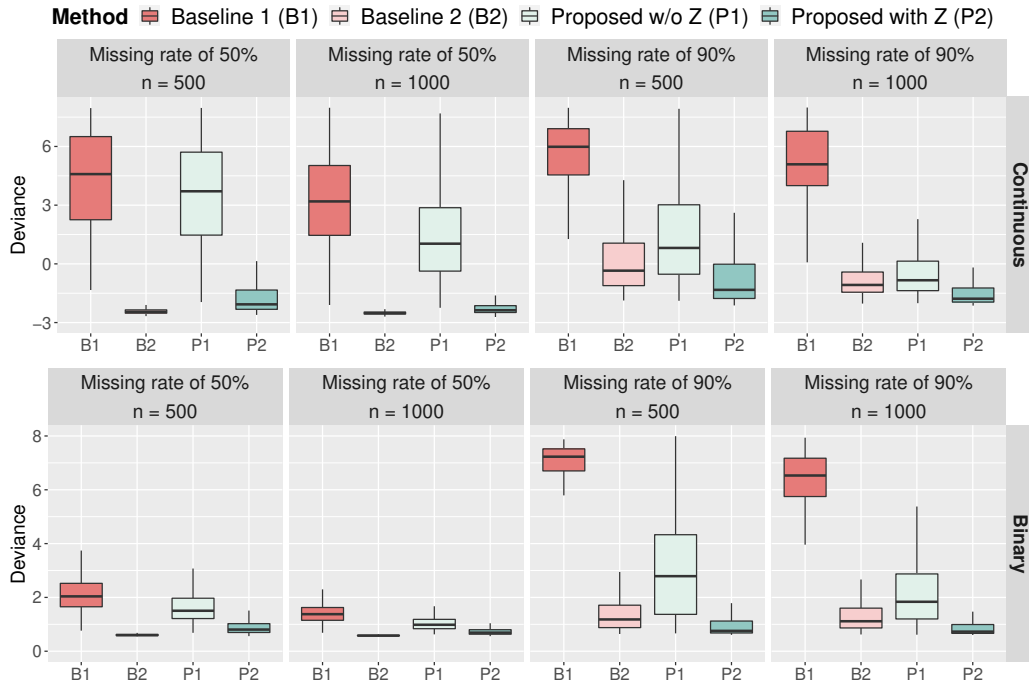 Method Baseline 1 (B1) Baseline 2 (B2) Proposed w/o Z (P1) Proposed with Z (P2)
Missing rate of 50% Missing rate of 50% Missing rate of 90% Missing rate of 90%
n = 500 n = 1000 n = 500 n = 1000
6
3
0
−3
Deviance
Continuous
B1 B2 P1 P2 B1 B2 P1 P2 B1 B2 P1 P2 B1 B2 P1 P2
Missing rate of 50% Missing rate of 50% Missing rate of 90% Missing rate of 90%
n = 500 n = 1000 n = 500 n = 1000
8
6
4
2
0
Deviance
Binary
B1 B2 P1 P2 B1 B2 P1 P2 B1 B2 P1 P2 B1 B2 P1 P2